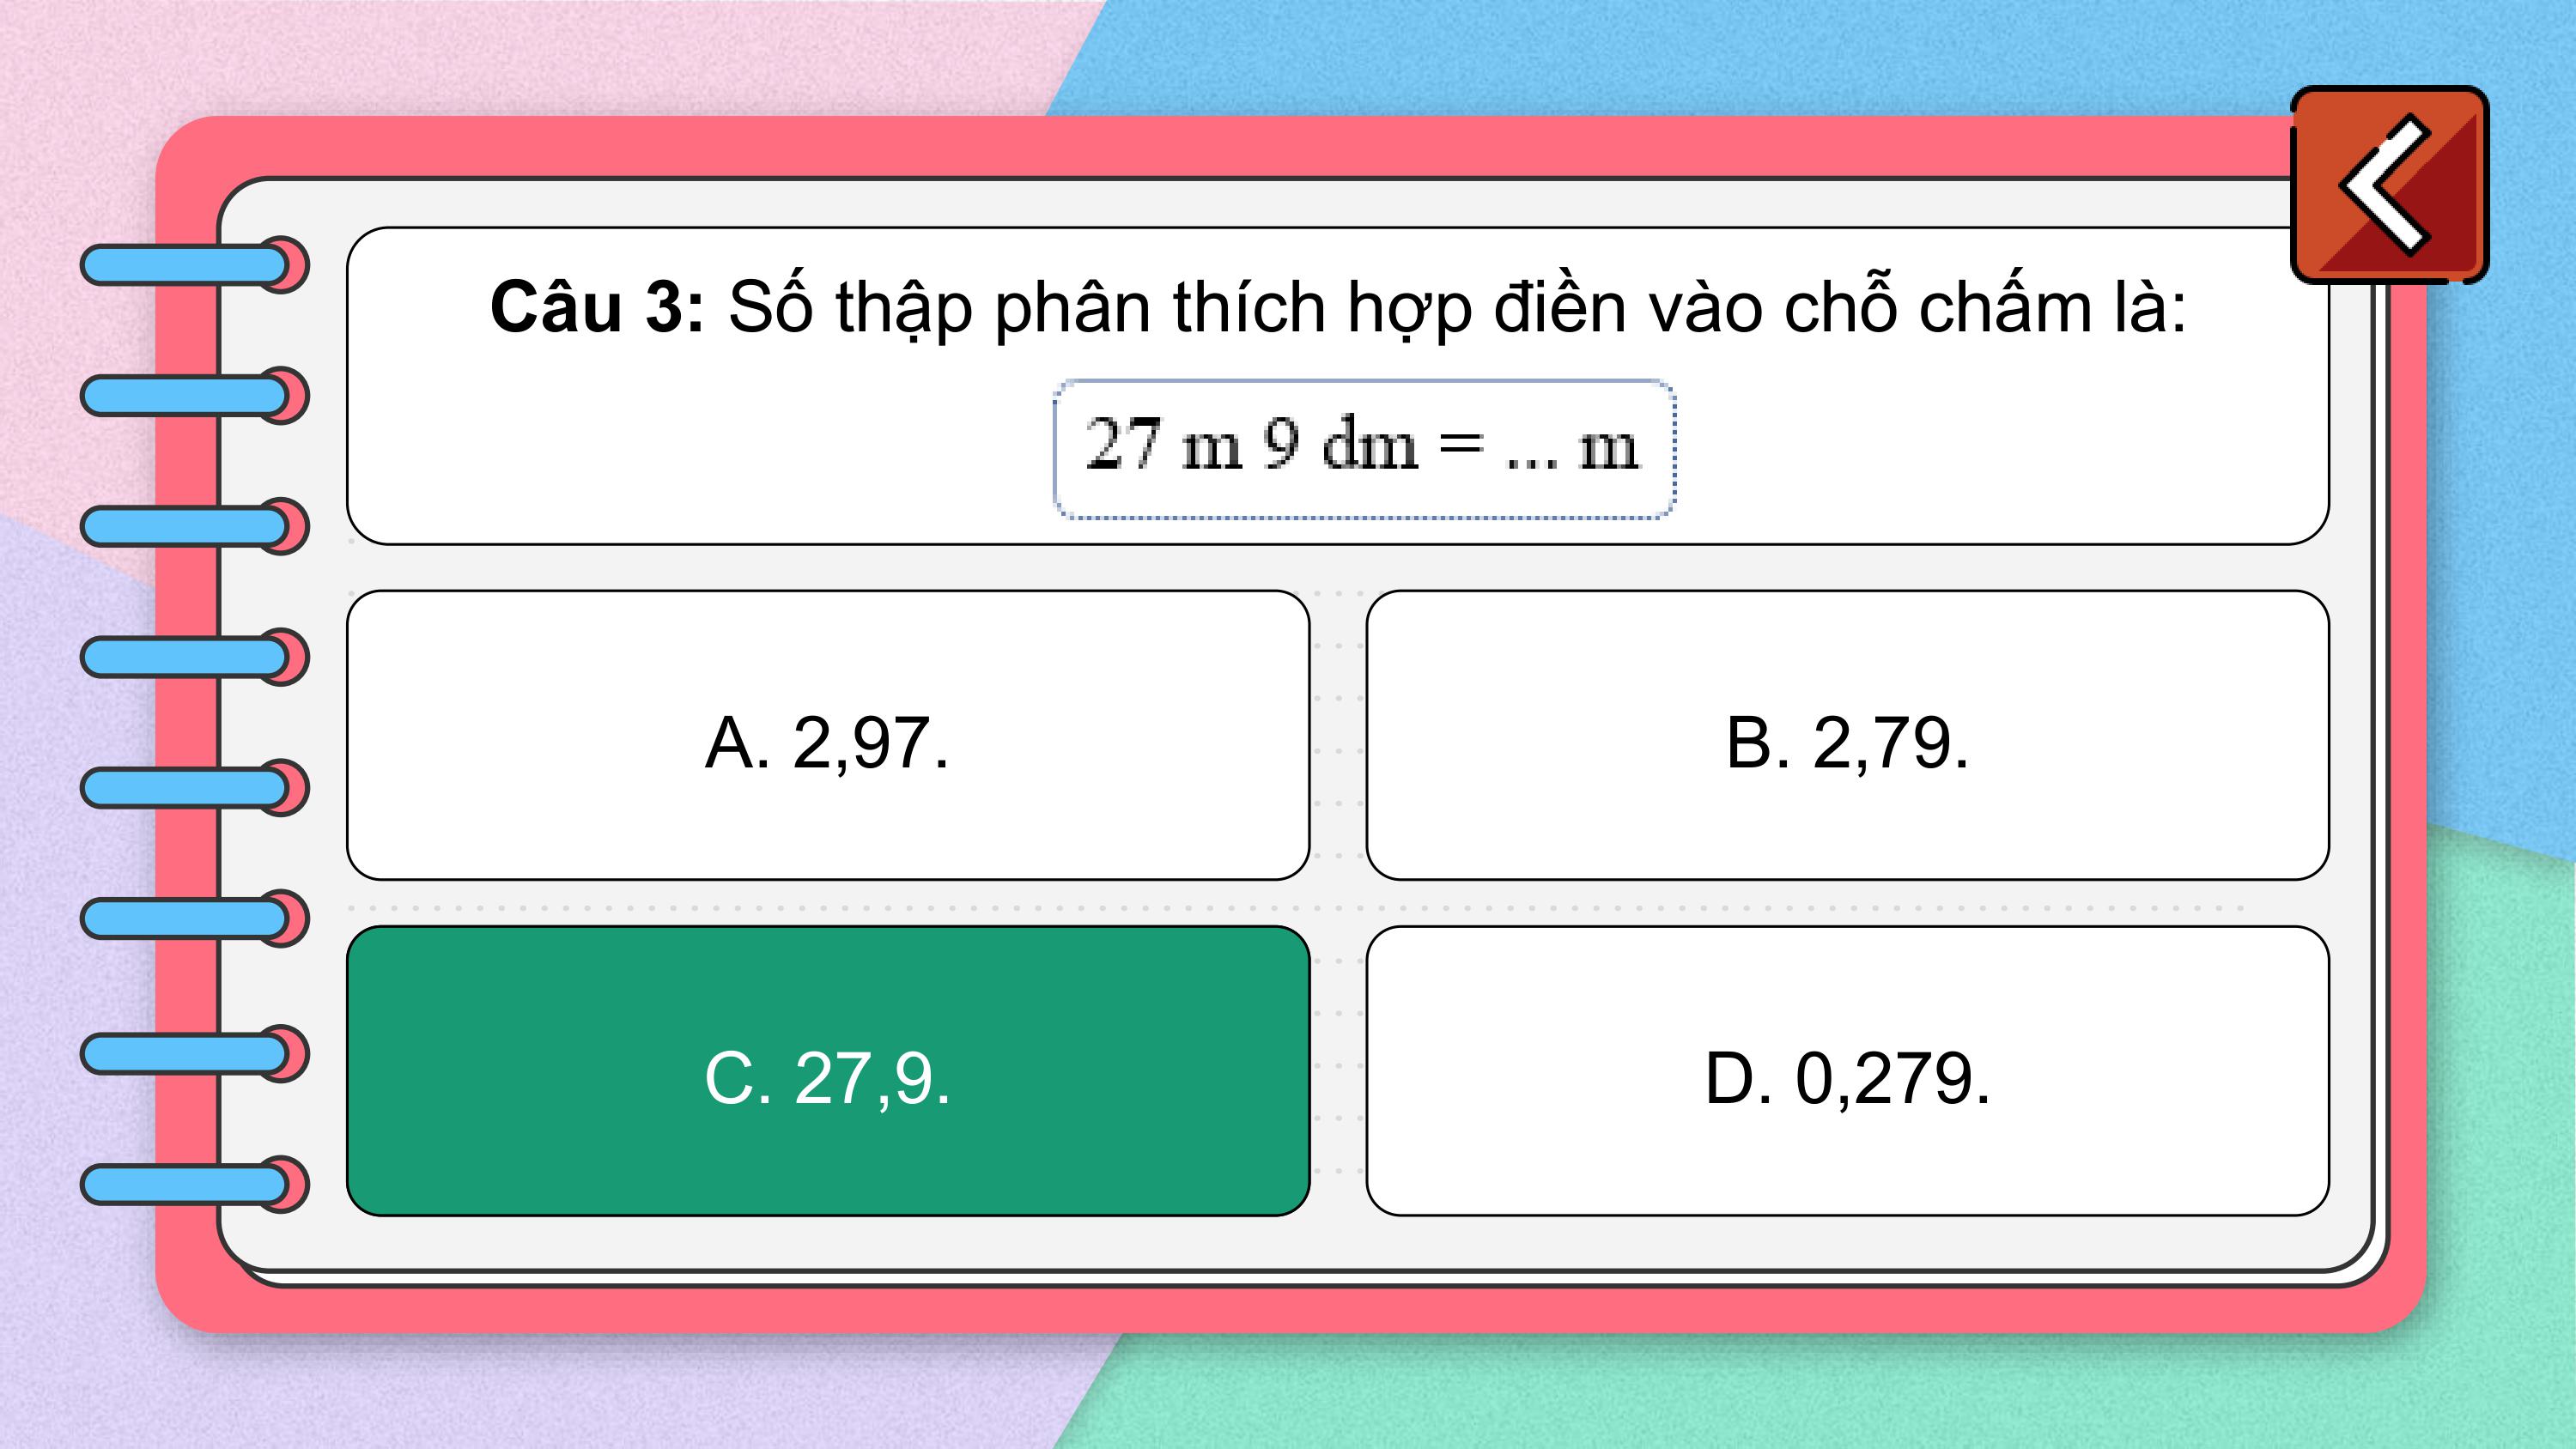 Câu 3: Số thập phân thích hợp điền vào chỗ chấm là:
27 m 9 dm = ... m
A. 2,97.
B. 2,79.
C. 27,9.
D. 0,279.